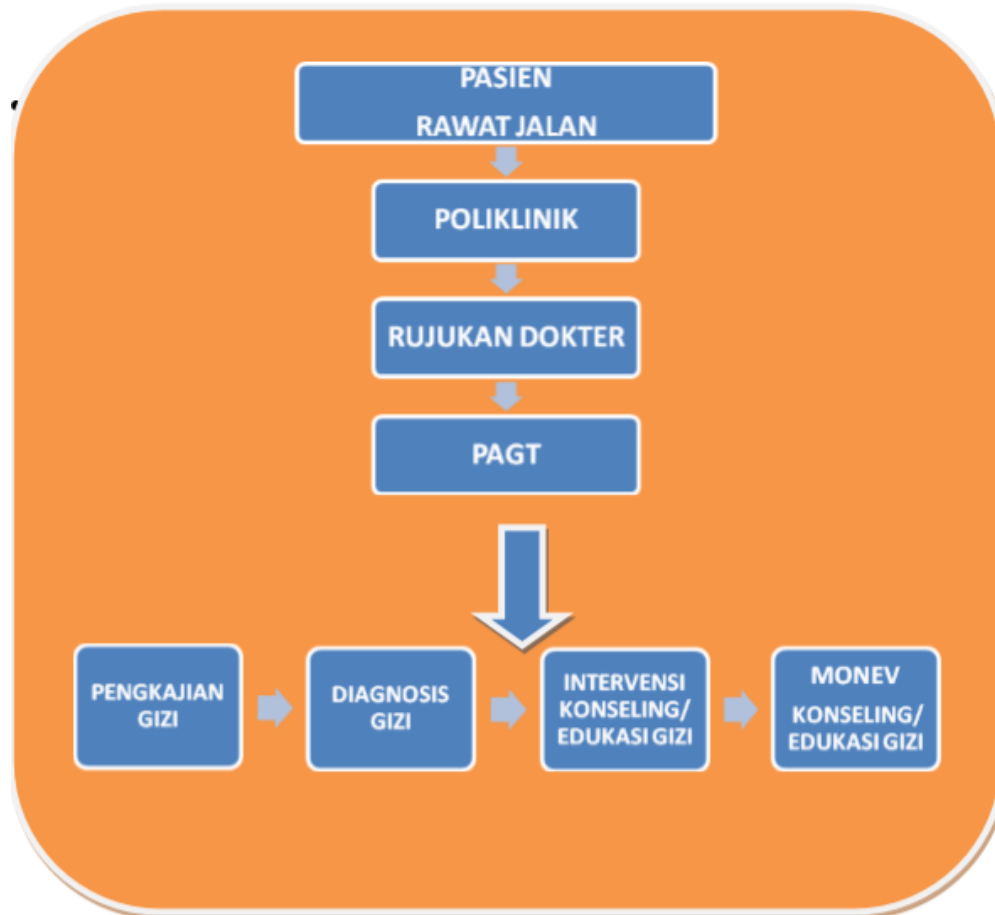 PASIEN
RAWAT JALAN
POLIKLINIK
RUJUKAN DOKTER
PAGT
PENGKAJIAN
GIZI
DIAGNOSIS
GIZI
INTERVENSI
KONSELING/
EDUKASI GIZI
MONEV
KONSELING/
EDUKASI GIZI